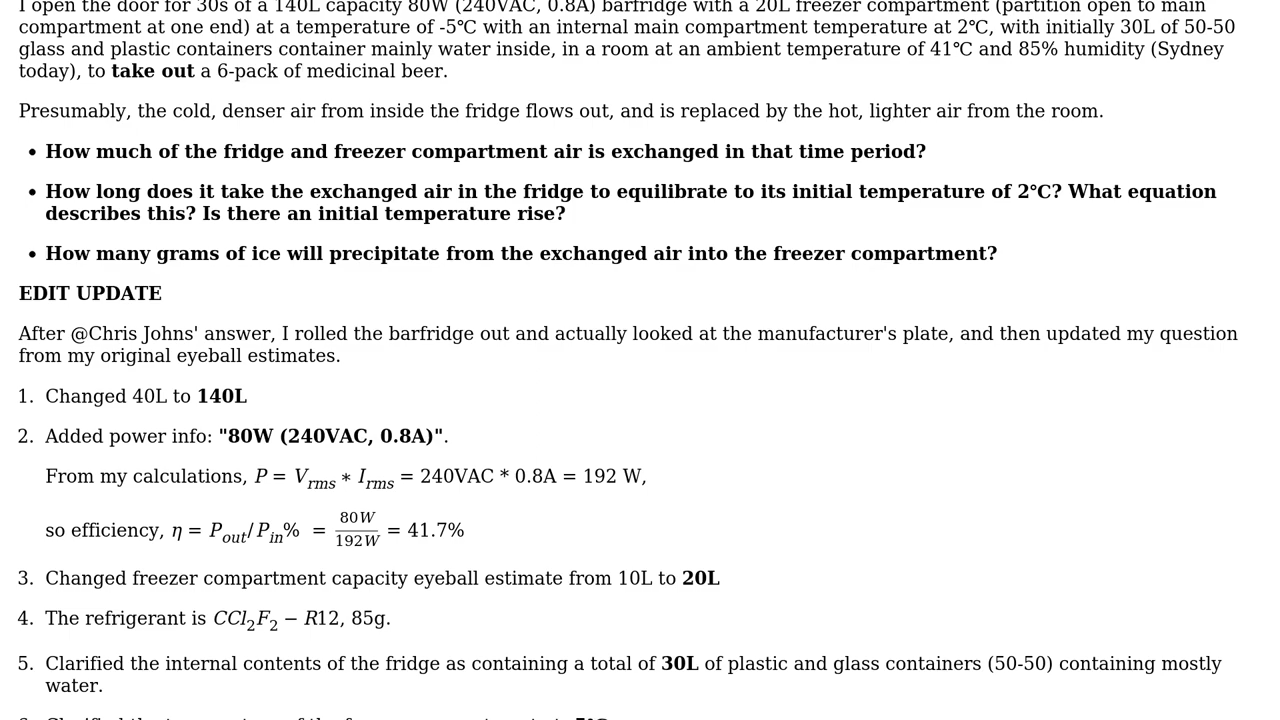 I open the door for 30s of a 140L capacity 80W (240VAC, 0.8A) barfridge with a 20L freezer compartment (partition open to main
compartment at one end) at a temperature of -5℃ with an internal main compartment temperature at 2℃, with initially 30L of 50-50
glass and plastic containers container mainly water inside, in a room at an ambient temperature of 41℃ and 85% humidity (Sydney
today), to take out a 6-pack of medicinal beer.
Presumably, the cold, denser air from inside the fridge flows out, and is replaced by the hot, lighter air from the room.
• How much of the fridge and freezer compartment air is exchanged in that time period?
• How long does it take the exchanged air in the fridge to equilibrate to its initial temperature of 2℃? What equation
describes this? Is there an initial temperature rise?
• How many grams of ice will precipitate from the exchanged air into the freezer compartment?
EDIT UPDATE
After @Chris Johns' answer, I rolled the barfridge out and actually looked at the manufacturer's plate, and then updated my question
from my original eyeball estimates.
1. Changed 40L to 140L
2. Added power info: "80W (240VAC, 0.8A)".
From my calculations, P = V_rms * I_rms = 240VAC * 0.8A = 192 W,
so efficiency, η = P_out/P_in% = 80W/192W = 41.7%
3. Changed freezer compartment capacity eyeball estimate from 10L to 20L
4. The refrigerant is CCl₂F₂ − R12, 85g.
5. Clarified the internal contents of the fridge as containing a total of 30L of plastic and glass containers (50-50) containing mostly
water.